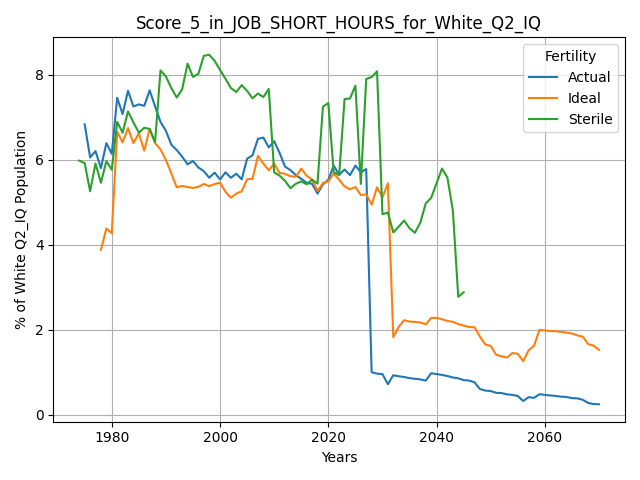 Score_5_in_JOB_SHORT_HOURS_for_White_Q2_IQ
Fertility
Actual
Ideal
Sterile
% of White Q2_IQ Population
8
6
4
2
0
1980
2000
2020
2040
2060
Years